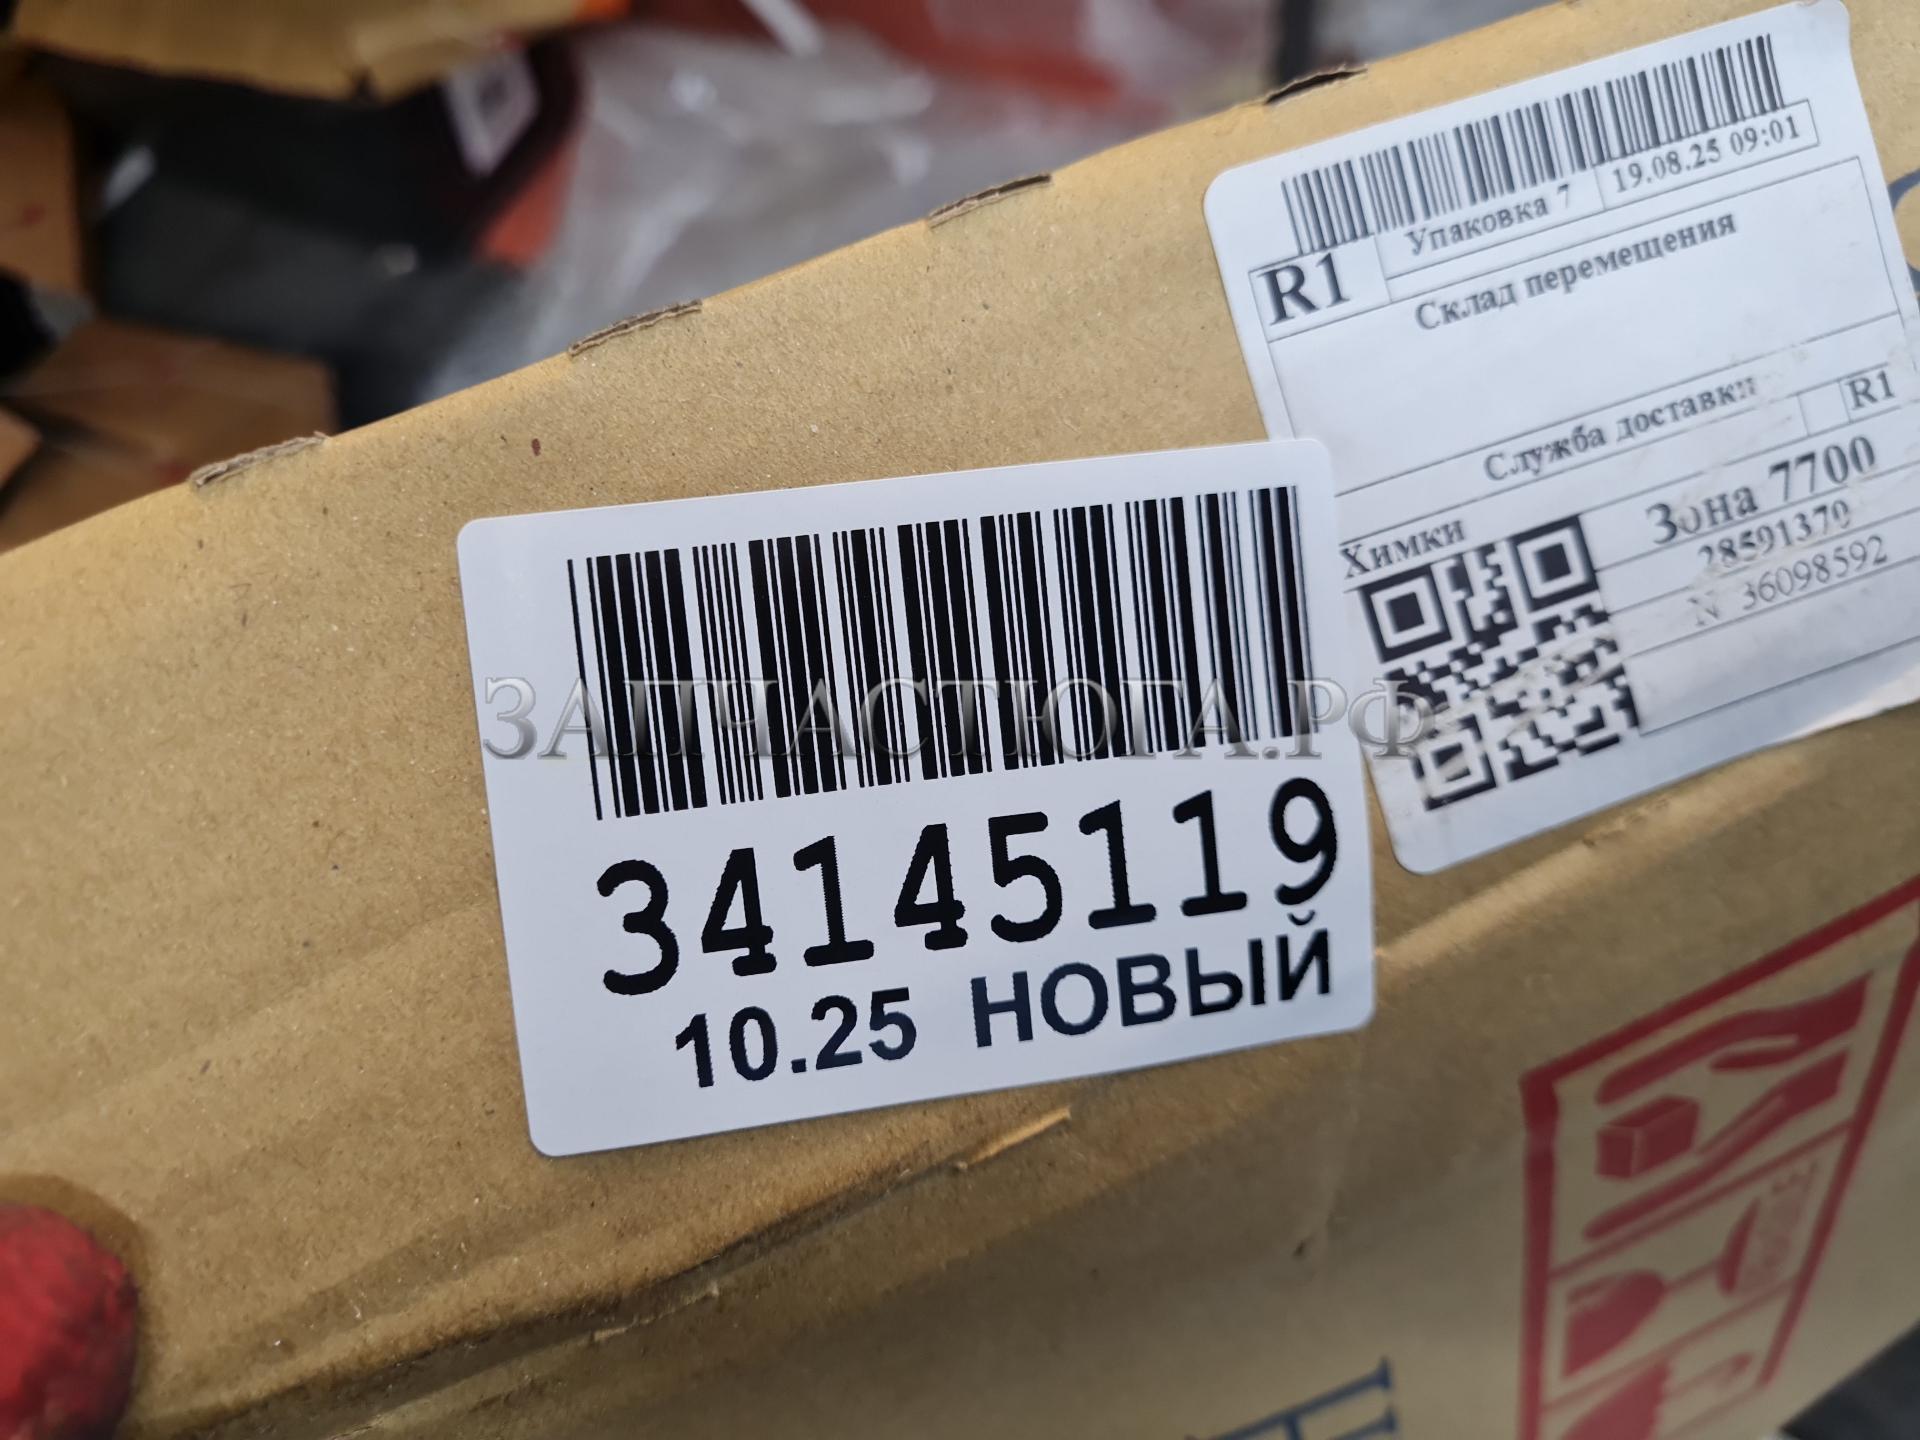 Упаковка 7
19.08.25 09:01
R1
Склад перемещения
Служба доставки
R1
Химки
Зона 7700
28591370
N 36098592
ЗАПЧАСТЮГА.РФ
34145119
10.25 НОВЫЙ